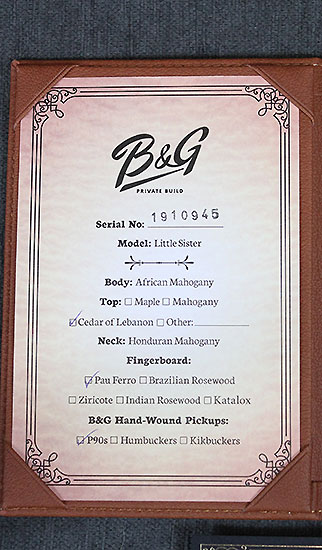 B&G
PRIVATE BUILD
Serial No: 1910945
Model: Little Sister
Body: African Mahogany
Top: ☐ Maple ☐ Mahogany
☑ Cedar of Lebanon ☐ Other:
Neck: Honduran Mahogany
Fingerboard:
☑ Pau Ferro ☐ Brazilian Rosewood
☐ Ziricote ☐ Indian Rosewood ☐ Katalox
B&G Hand-Wound Pickups:
☑ P90s ☐ Humbuckers ☐ Kikbuckers